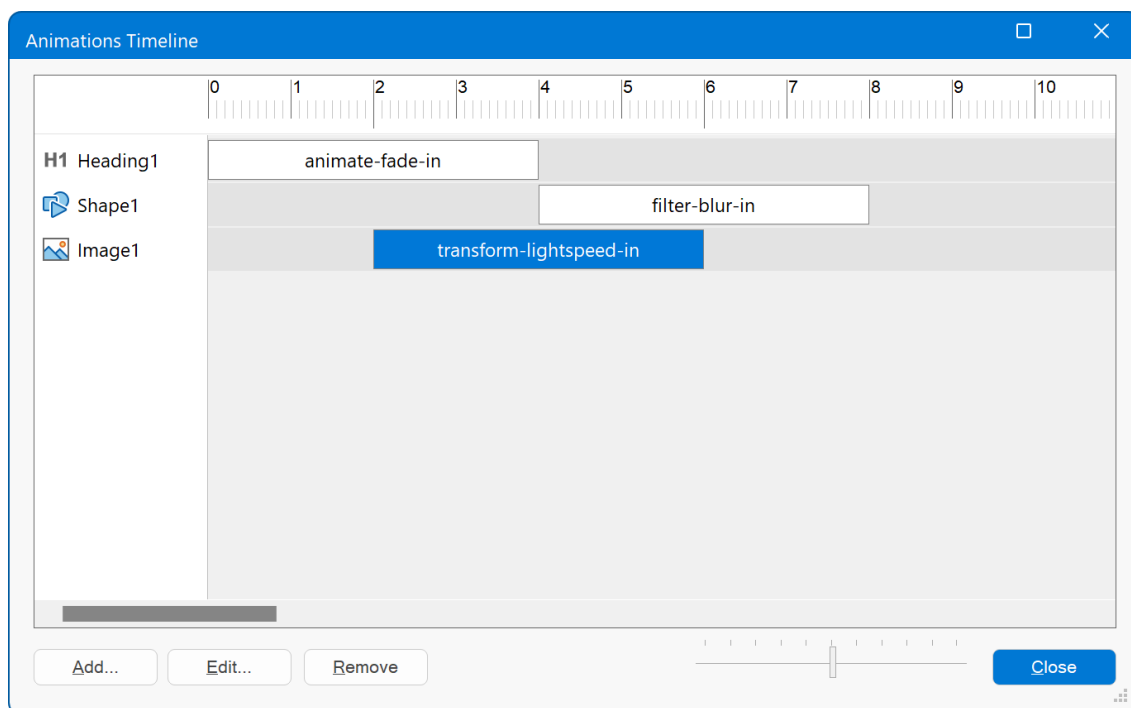 Animations Timeline
0 1 2 3 4 5 6 7 8 9 10
H1 Heading1 animate-fade-in
Shape1 filter-blur-in
Image1 transform-lightspeed-in
Add... Edit... Remove Close